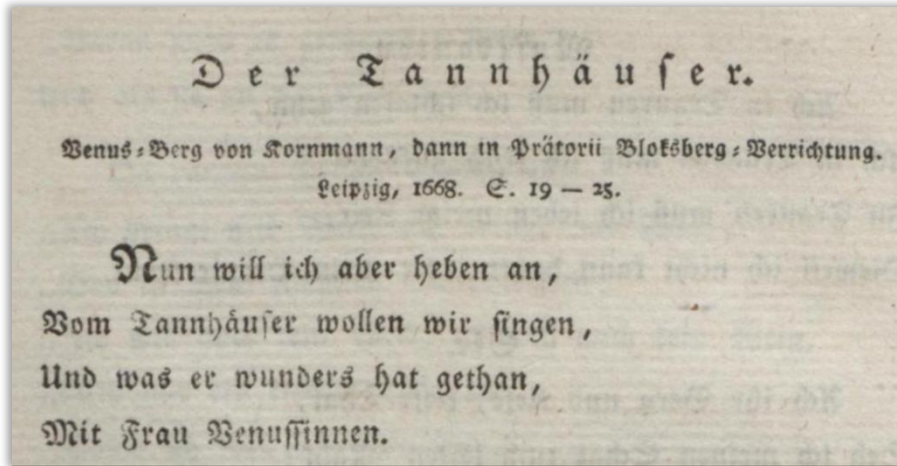 Der Tannhäuser.
Venus-Berg von Kornmann, dann in Prätorii Bloksberg-Verrichtung.
Leipzig, 1668. S. 19 — 25.
Nun will ich aber heben an,
Vom Tannhäuser wollen wir singen,
Und was er wunders hat gethan,
Mit Frau Venussinnen.